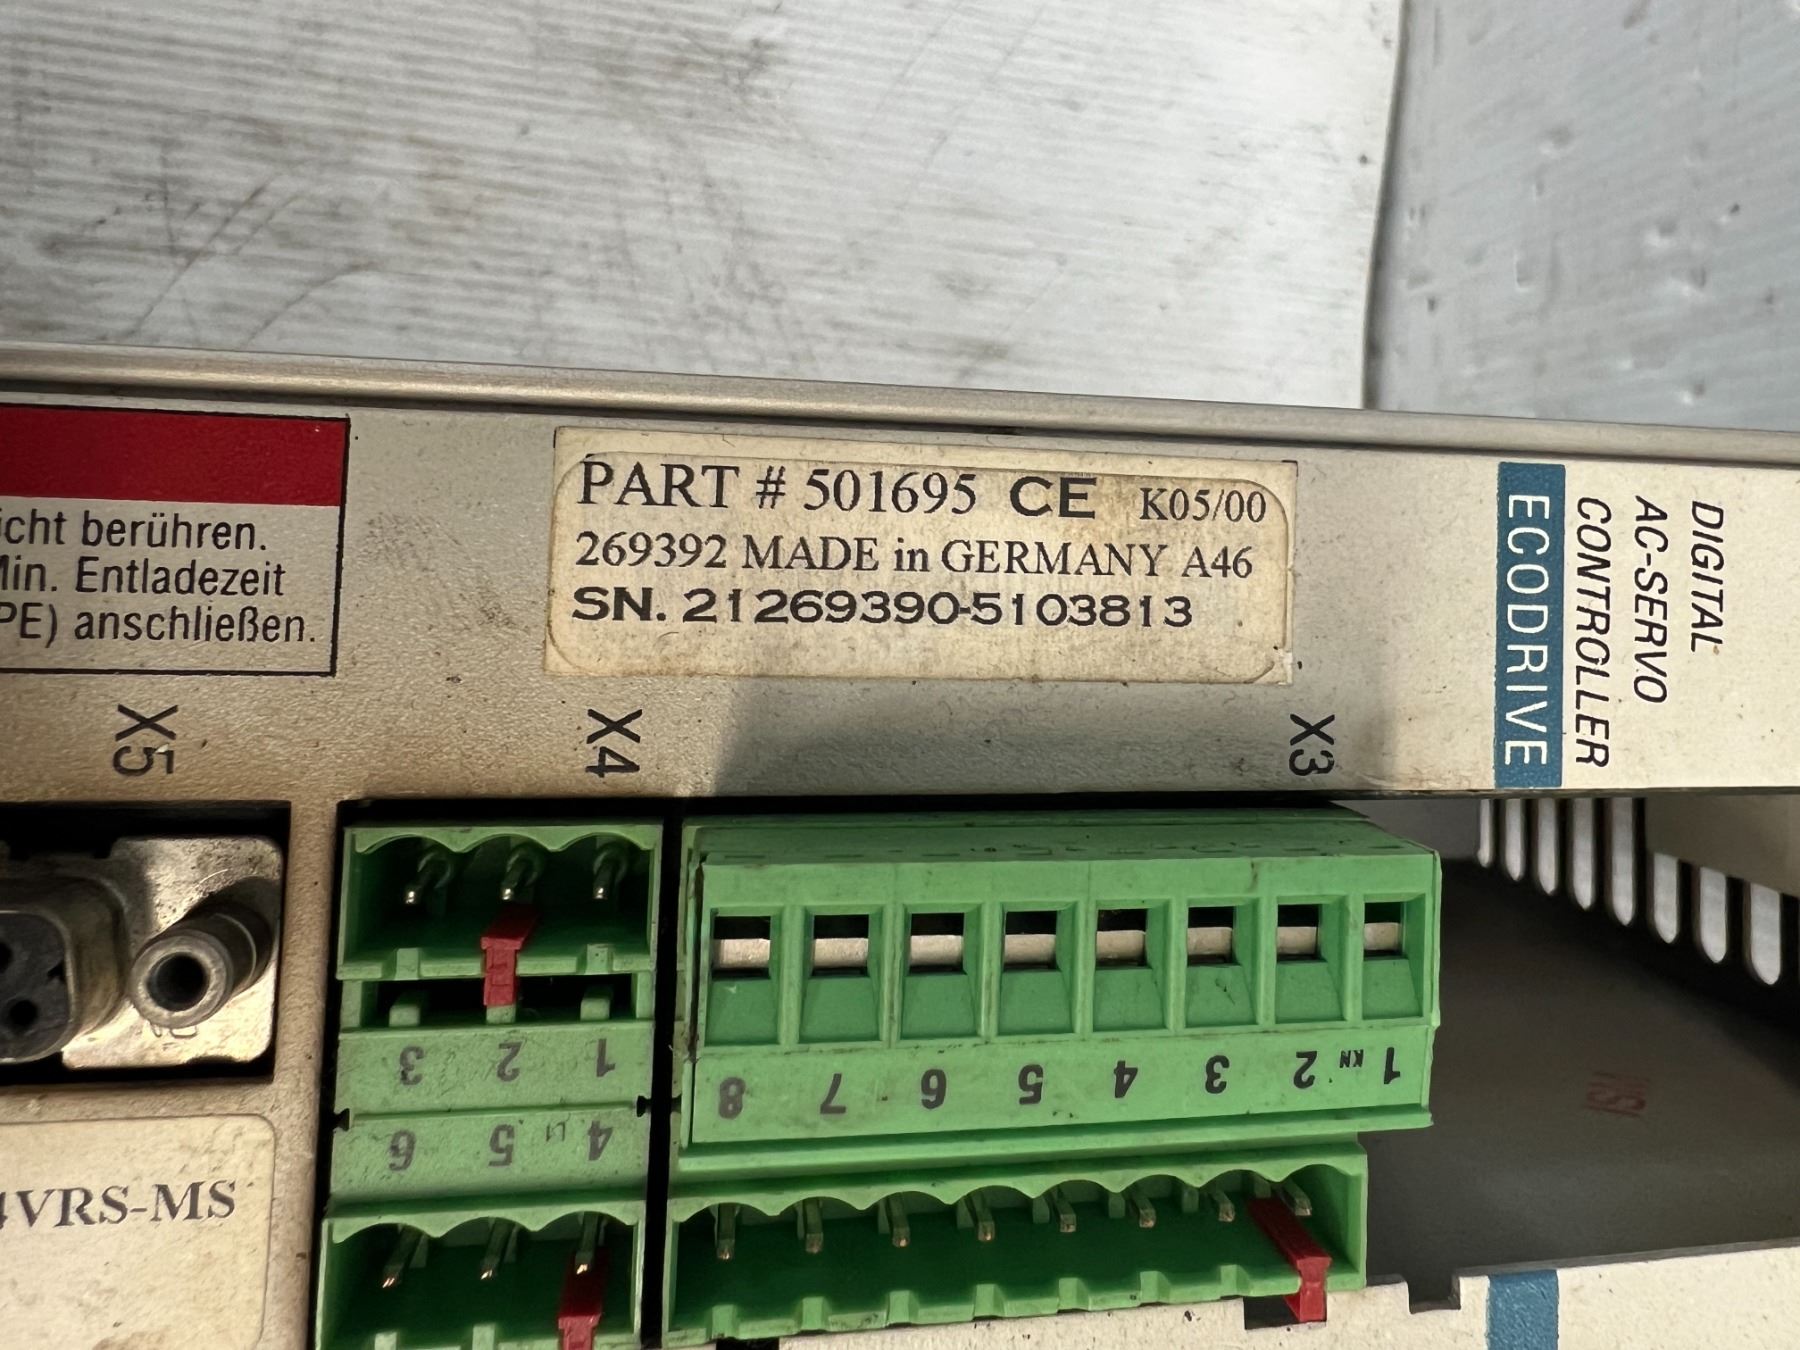 icht berühren.
Min. Entladezeit
PE) anschließen.
PART # 501695 CE K05/00
269392 MADE in GERMANY A46
SN. 21269390-5103813
ECODRIVE
DIGITAL
AC-SERVO
CONTROLLER
X5
X4
X3
3 2 1
6 5 L1 4
8 7 6 5 4 3 2 KN 1
4VRS-MS